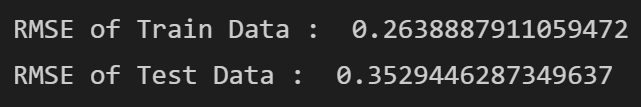 RMSE of Train Data :  0.2638887911059472
RMSE of Test Data :  0.3529446287349637